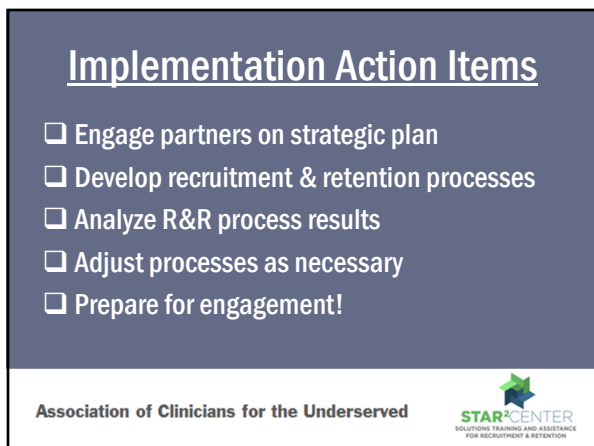 Implementation Action Items
❑ Engage partners on strategic plan
❑ Develop recruitment & retention processes
❑ Analyze R&R process results
❑ Adjust processes as necessary
❑ Prepare for engagement!
Association of Clinicians for the Underserved
STAR²CENTER
SOLUTIONS TRAINING AND ASSISTANCE
FOR RECRUITMENT & RETENTION